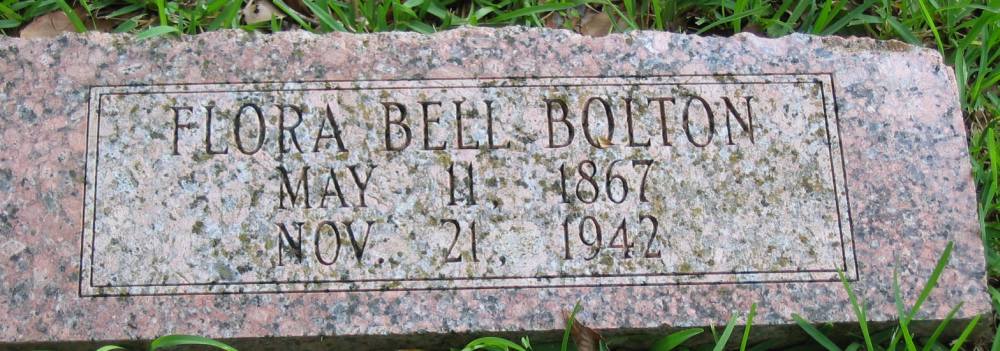 FLORA BELL BOLTON
MAY 11, 1867
NOV. 21, 1942